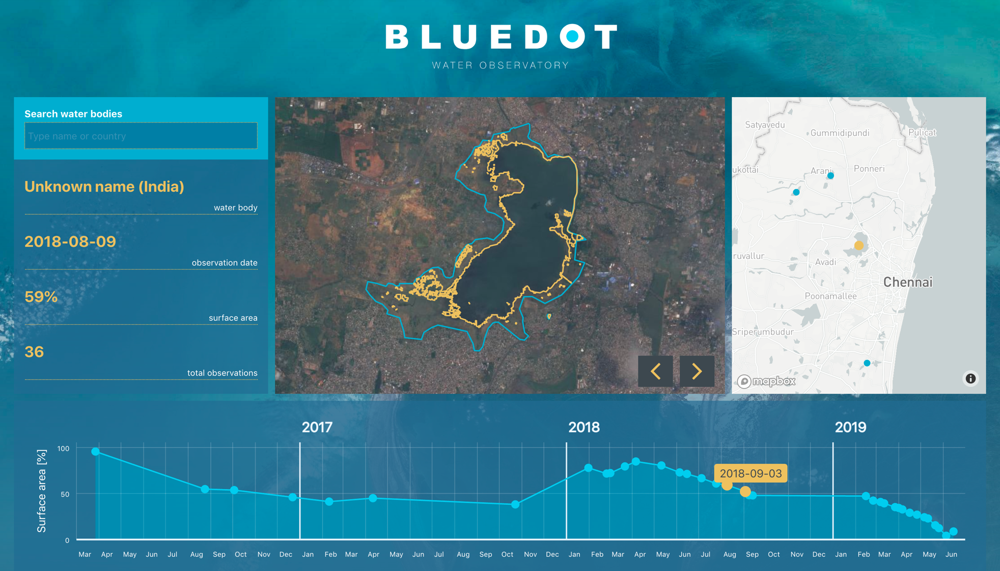 BLUEDOT
WATER OBSERVATORY
Search water bodies
Type name or country
Unknown name (India)
water body
2018-08-09
observation date
59%
surface area
36
total observations
Satyavedu
Gummidipundi
Pulicat
ukottai
Arani
Ponneri
ruvallur
Avadi
Chennai
Poonamallee
Sriperumbudur
mapbox
i
2017
2018
2019
Surface area [%]
100
50
0
2018-09-03
Mar Apr May Jun Jul Aug Sep Oct Nov Dec Jan Feb Mar Apr May Jun Jul Aug Sep Oct Nov Dec Jan Feb Mar Apr May Jun Jul Aug Sep Oct Nov Dec Jan Feb Mar Apr May Jun